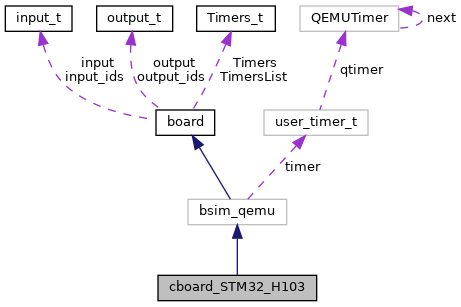 input_t
output_t
Timers_t
QEMUTimer
next
input
input_ids
output
output_ids
Timers
TimersList
qtimer
board
user_timer_t
timer
bsim_qemu
cboard_STM32_H103